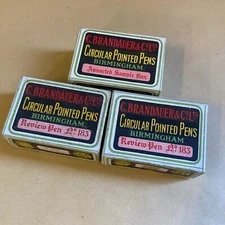 C. BRANDAUER & Co. Ltd.
CIRCULAR POINTED PENS
BIRMINGHAM
Assorted Sample Box
C. BRANDAUER & Co. Ltd.
CIRCULAR POINTED PENS
BIRMINGHAM
Review Pen No. 183
C. BRANDAUER & Co. Ltd.
CIRCULAR POINTED PENS
BIRMINGHAM
Review Pen No. 183